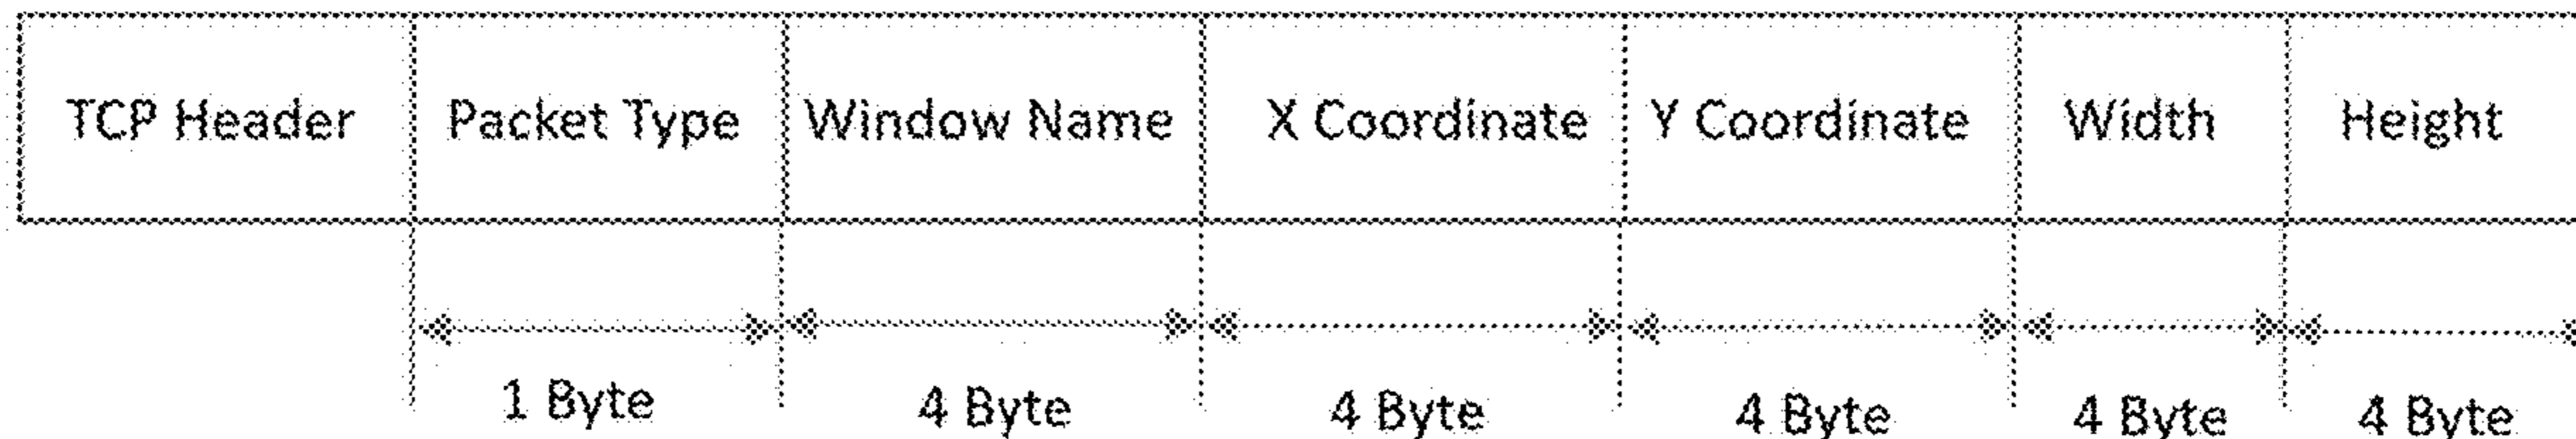 TCP Header Packet Type Window Name X Coordinate Y Coordinate Width Height
1 Byte 4 Byte 4 Byte 4 Byte 4 Byte 4 Byte